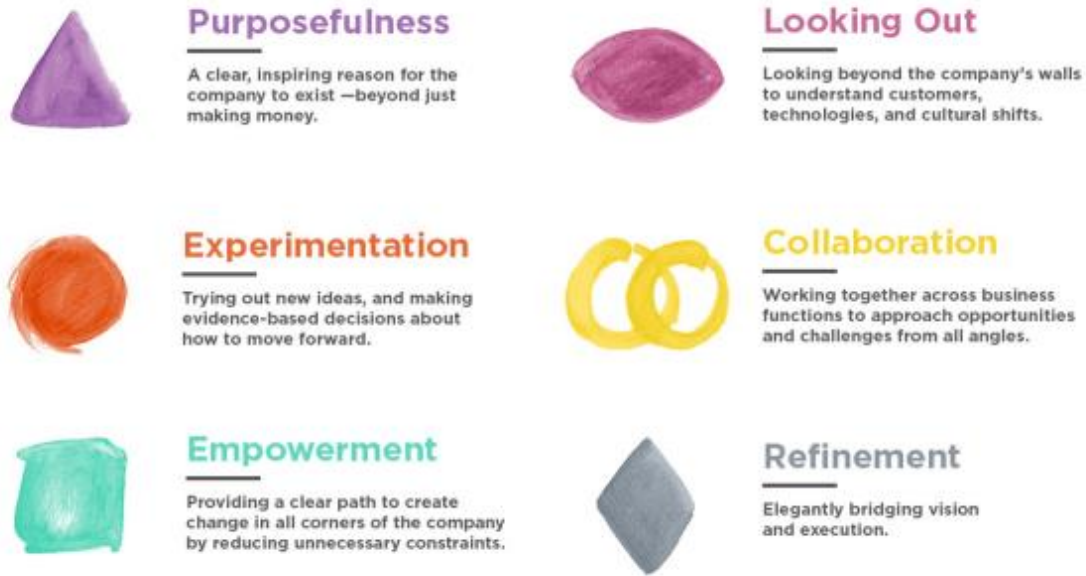 Purposefulness
A clear, inspiring reason for the
company to exist —beyond just
making money.
Looking Out
Looking beyond the company's walls
to understand customers,
technologies, and cultural shifts.
Experimentation
Trying out new ideas, and making
evidence-based decisions about
how to move forward.
Collaboration
Working together across business
functions to approach opportunities
and challenges from all angles.
Empowerment
Providing a clear path to create
change in all corners of the company
by reducing unnecessary constraints.
Refinement
Elegantly bridging vision
and execution.